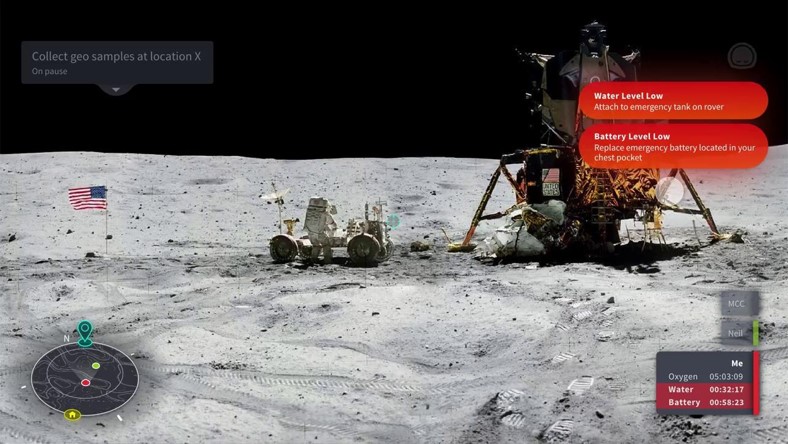 Collect geo samples at location X
On pause
Water Level Low
Attach to emergency tank on rover
Battery Level Low
Replace emergency battery located in your
chest pocket
UNITED
STATES
N
MCC
Neil
Me
Oxygen 05:03:09
Water 00:32:17
Battery 00:58:23